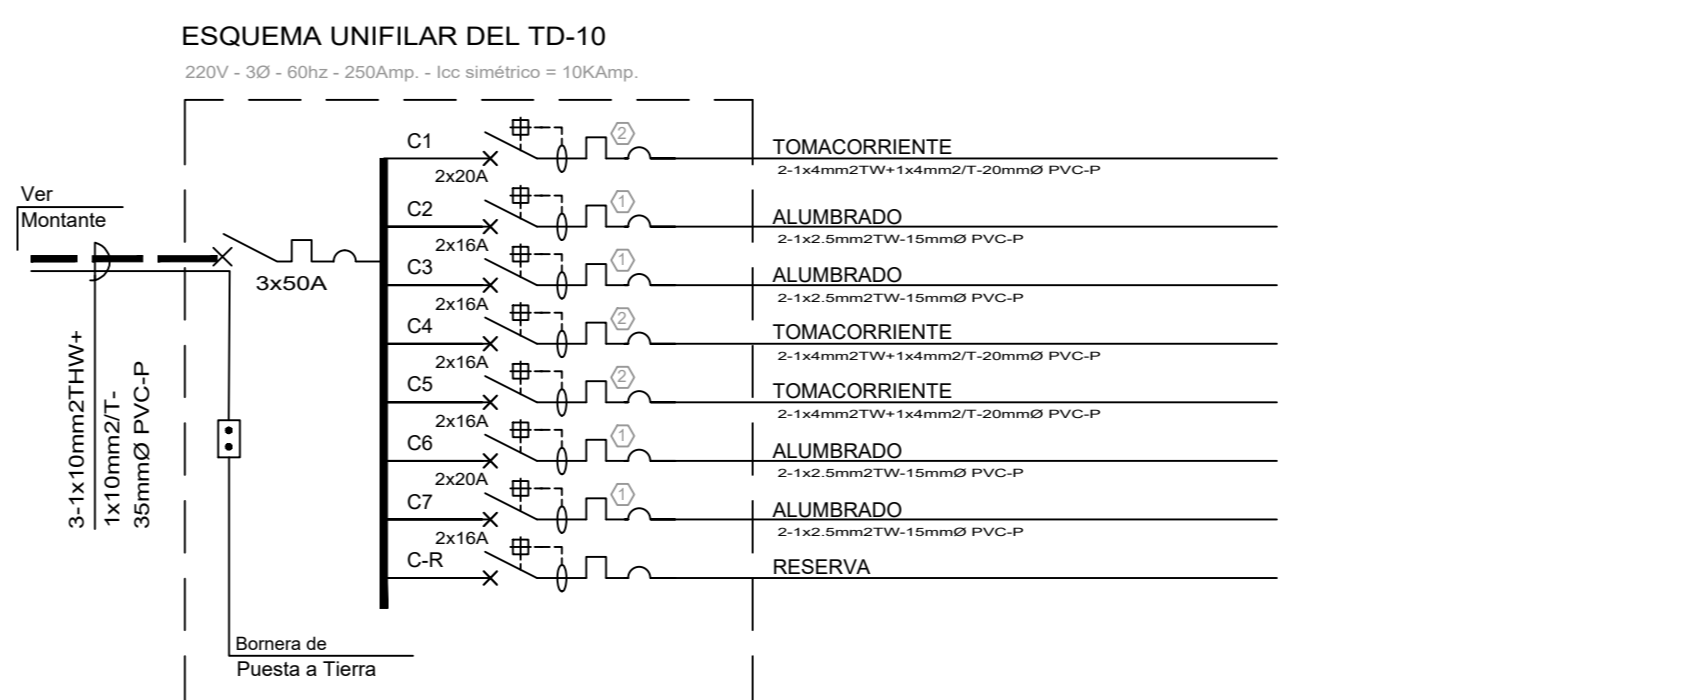 ESQUEMA UNIFILAR DEL TD-10
220V - 3Ø - 60hz - 250Amp. - Icc simétrico = 10KAmp.
Ver
Montante
3-1x10mm2THW+
1x10mm2/T-
35mmØ PVC-P
3x50A
C1
2x20A
2
TOMACORRIENTE
2-1x4mm2TW+1x4mm2/T-20mmØ PVC-P
C2
2x16A
1
ALUMBRADO
2-1x2.5mm2TW-15mmØ PVC-P
C3
2x16A
1
ALUMBRADO
2-1x2.5mm2TW-15mmØ PVC-P
C4
2x16A
2
TOMACORRIENTE
2-1x4mm2TW+1x4mm2/T-20mmØ PVC-P
C5
2x16A
2
TOMACORRIENTE
2-1x4mm2TW+1x4mm2/T-20mmØ PVC-P
C6
2x20A
1
ALUMBRADO
2-1x2.5mm2TW-15mmØ PVC-P
C7
2x16A
1
ALUMBRADO
2-1x2.5mm2TW-15mmØ PVC-P
C-R
RESERVA
Bornera de
Puesta a Tierra